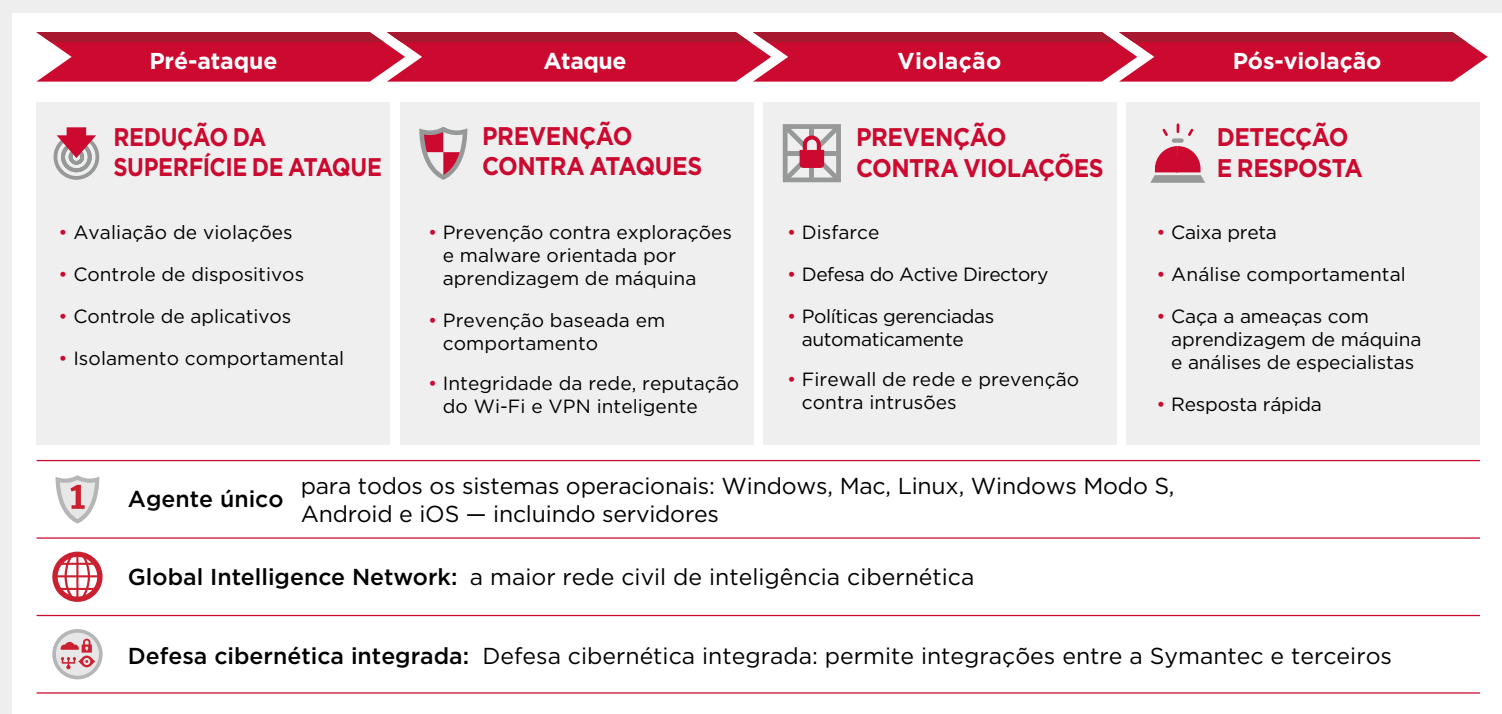 Pré-ataque
Ataque
Violação
Pós-violação
REDUÇÃO DA
SUPERFÍCIE DE ATAQUE
• Avaliação de violações
• Controle de dispositivos
• Controle de aplicativos
• Isolamento comportamental
PREVENÇÃO
CONTRA ATAQUES
• Prevenção contra explorações
e malware orientada por
aprendizagem de máquina
• Prevenção baseada em
comportamento
• Integridade da rede, reputação
do Wi-Fi e VPN inteligente
PREVENÇÃO
CONTRA VIOLAÇÕES
• Disfarce
• Defesa do Active Directory
• Políticas gerenciadas
automaticamente
• Firewall de rede e prevenção
contra intrusões
DETECÇÃO
E RESPOSTA
• Caixa preta
• Análise comportamental
• Caça a ameaças com
aprendizagem de máquina
e análises de especialistas
• Resposta rápida
1
Agente único para todos os sistemas operacionais: Windows, Mac, Linux, Windows Modo S,
Android e iOS — incluindo servidores
Global Intelligence Network: a maior rede civil de inteligência cibernética
Defesa cibernética integrada: Defesa cibernética integrada: permite integrações entre a Symantec e terceiros